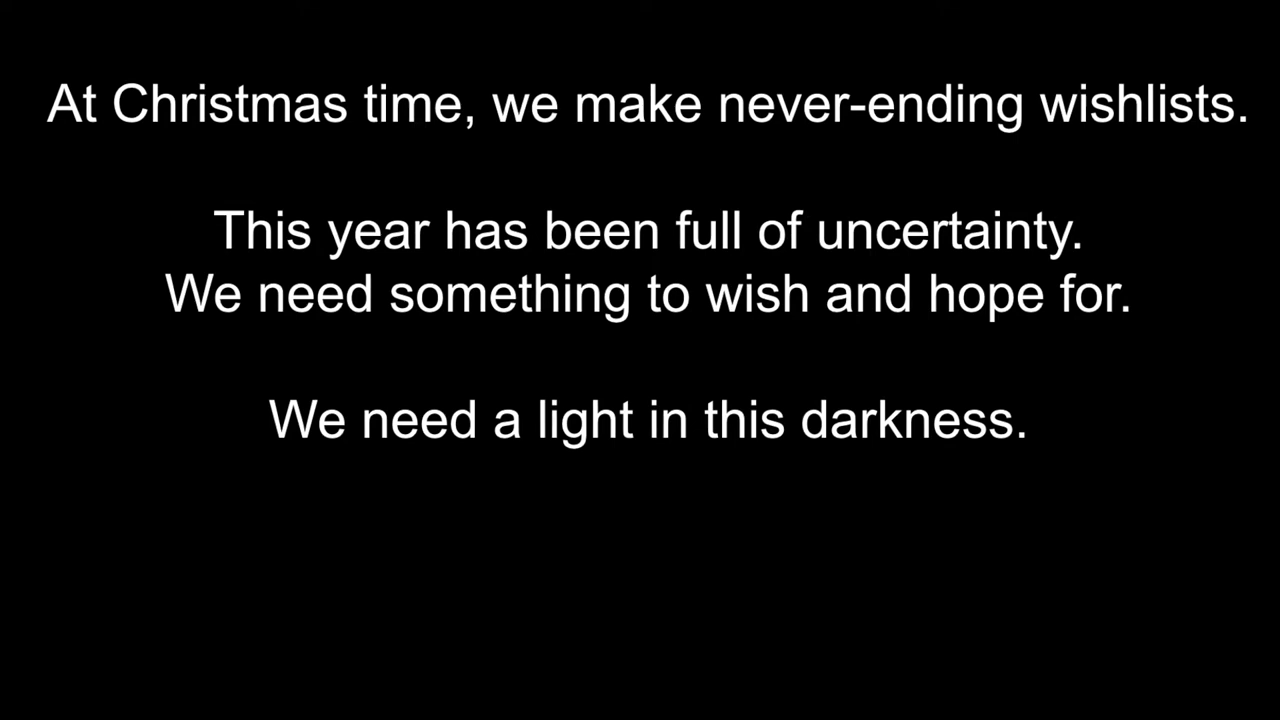 At Christmas time, we make never-ending wishlists.
This year has been full of uncertainty.
We need something to wish and hope for.
We need a light in this darkness.